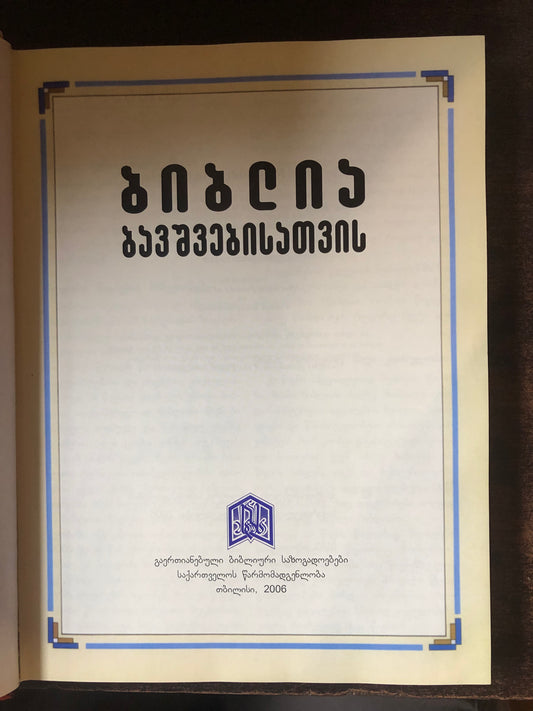 ბიბლია
ბავშვებისათვის
გაერთიანებული ბიბლიური საზოგადოებები
საქართველოს წარმომადგენლობა
თბილისი, 2006